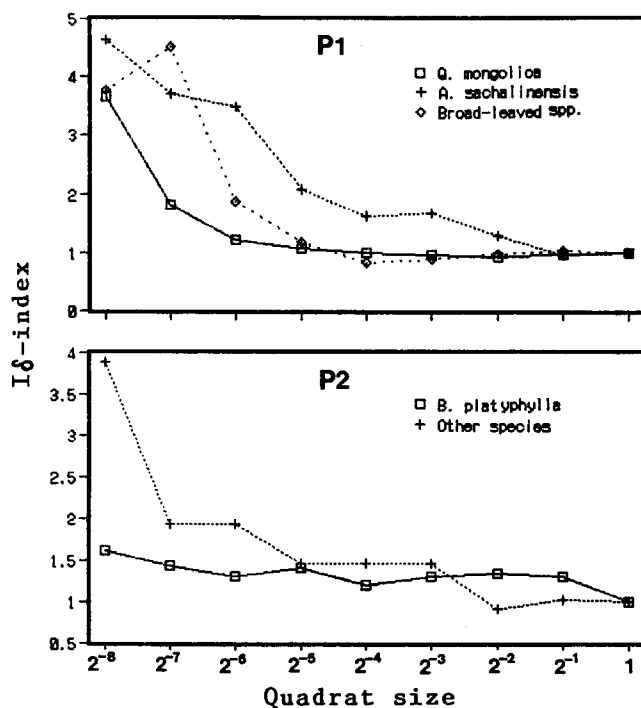 P1
Q. mongolica
A. sachalinensis
Broad-leaved spp.
5
4
3
2
1
0
Iδ-index
P2
B. platyphylla
Other species
4
3.5
3
2.5
2
1.5
1
0.5
2⁻⁸ 2⁻⁷ 2⁻⁶ 2⁻⁵ 2⁻⁴ 2⁻³ 2⁻² 2⁻¹ 1
Quadrat size